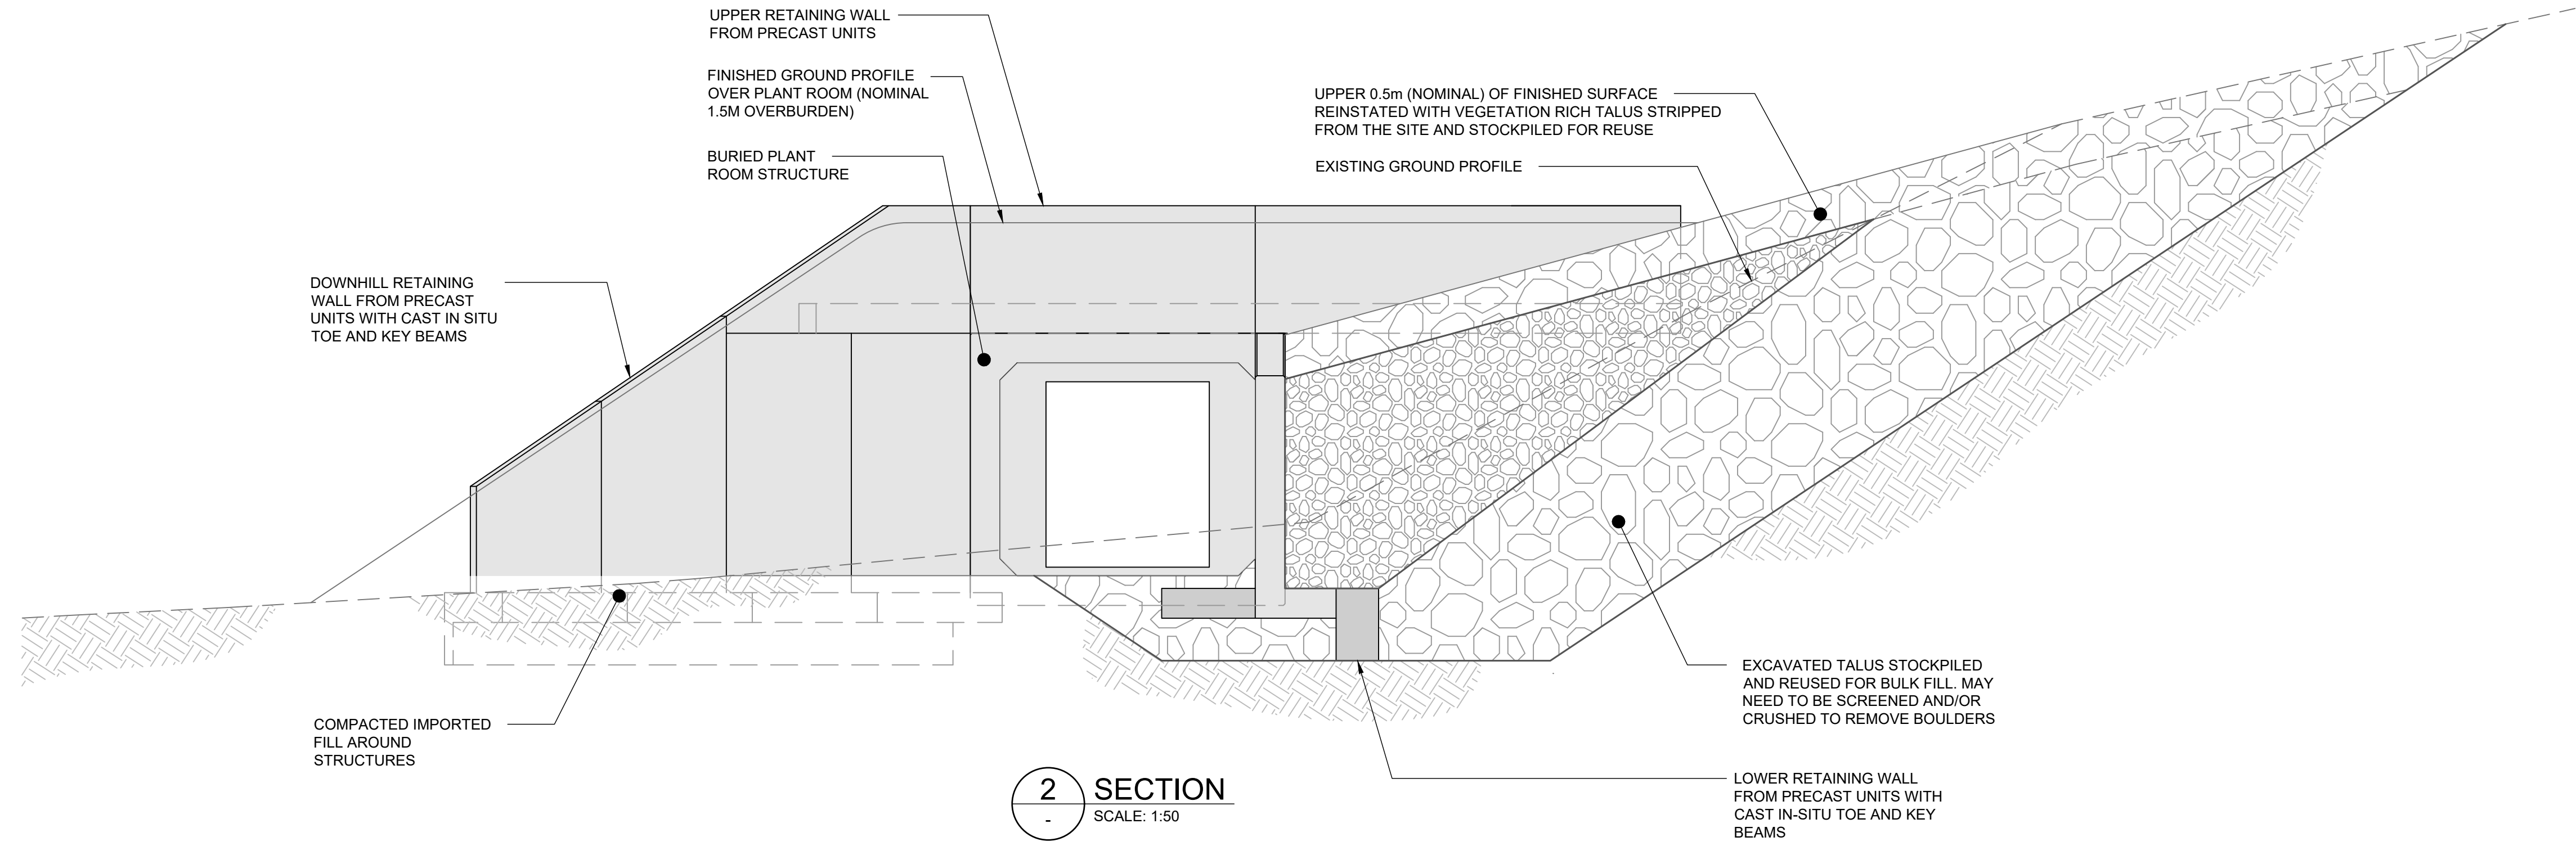 UPPER RETAINING WALL
FROM PRECAST UNITS
FINISHED GROUND PROFILE
OVER PLANT ROOM (NOMINAL
1.5M OVERBURDEN)
BURIED PLANT
ROOM STRUCTURE
UPPER 0.5m (NOMINAL) OF FINISHED SURFACE
REINSTATED WITH VEGETATION RICH TALUS STRIPPED
FROM THE SITE AND STOCKPILED FOR REUSE
EXISTING GROUND PROFILE
DOWNHILL RETAINING
WALL FROM PRECAST
UNITS WITH CAST IN SITU
TOE AND KEY BEAMS
COMPACTED IMPORTED
FILL AROUND
STRUCTURES
EXCAVATED TALUS STOCKPILED
AND REUSED FOR BULK FILL. MAY
NEED TO BE SCREENED AND/OR
CRUSHED TO REMOVE BOULDERS
LOWER RETAINING WALL
FROM PRECAST UNITS WITH
CAST IN-SITU TOE AND KEY
BEAMS
2 SECTION
- SCALE: 1:50